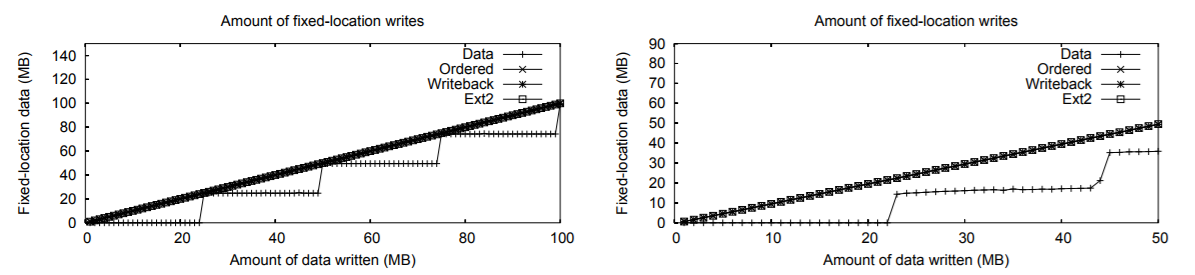 Amount of fixed-location writes
Fixed-location data (MB)
140
120
100
80
60
40
20
0
Data
Ordered
Writeback
Ext2
0 20 40 60 80 100
Amount of data written (MB)
Amount of fixed-location writes
Fixed-location data (MB)
90
80
70
60
50
40
30
20
10
0
Data
Ordered
Writeback
Ext2
0 10 20 30 40 50
Amount of data written (MB)